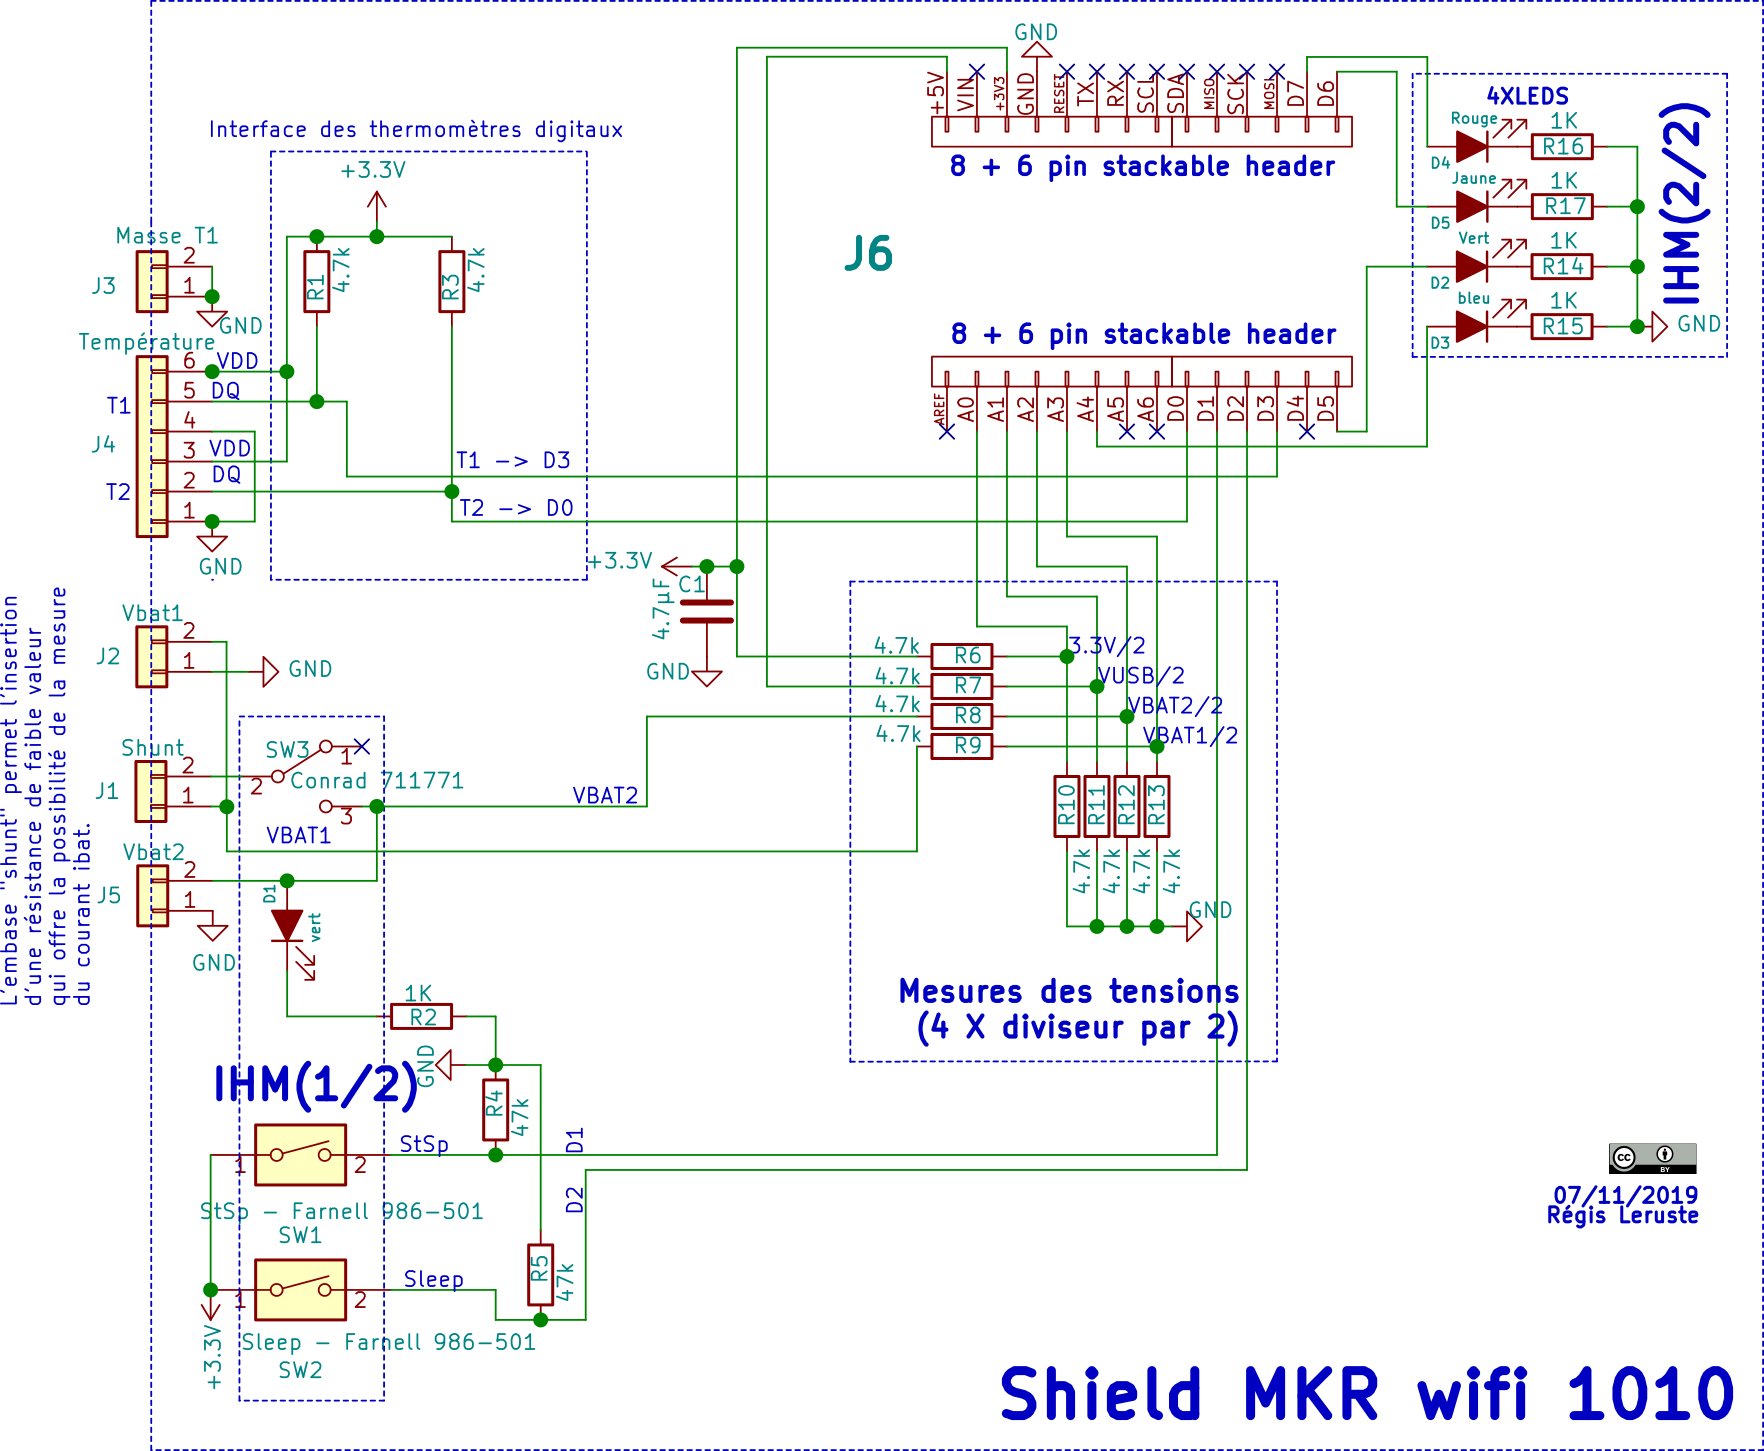 GND
+5V
VIN
+3V3
GND
RESET
TX
RX
SCL
SDA
MISO
SCK
MOSI
D7
D6
8 + 6 pin stackable header
4XLEDS
Rouge
1K
D4
R16
Jaune
1K
D5
R17
Vert
1K
D2
R14
bleu
1K
D3
R15
GND
IHM(2/2)
Interface des thermomètres digitaux
+3.3V
R1
4.7k
R3
4.7k
Masse T1
2
J3
1
GND
Température
6
VDD
5
DQ
T1
4
J4
3
VDD
2
DQ
T2
1
GND
T1 -> D3
T2 -> D0
J6
8 + 6 pin stackable header
AREF
A0
A1
A2
A3
A4
A5
A6
D0
D1
D2
D3
D4
D5
+3.3V
C1
4.7µF
GND
L'embase "shunt" permet l'insertion
d'une résistance de faible valeur
qui offre la possibilité de la mesure
du courant ibat.
Vbat1
2
J2
1
GND
Shunt
2
J1
1
SW3
1
2
Conrad 711771
3
VBAT1
VBAT2
Vbat2
2
J5
1
GND
D1
vert
1K
R2
GND
4.7k
R6
3.3V/2
4.7k
R7
VUSB/2
4.7k
R8
VBAT2/2
4.7k
R9
VBAT1/2
R10
R11
R12
R13
4.7k
4.7k
4.7k
4.7k
GND
Mesures des tensions
(4 X diviseur par 2)
IHM(1/2)
R4
47k
StSp
1
2
D1
StSp - Farnell 986-501
SW1
D2
R5
47k
Sleep
1
2
+3.3V
Sleep - Farnell 986-501
SW2
cc
BY
07/11/2019
Régis Leruste
Shield MKR wifi 1010